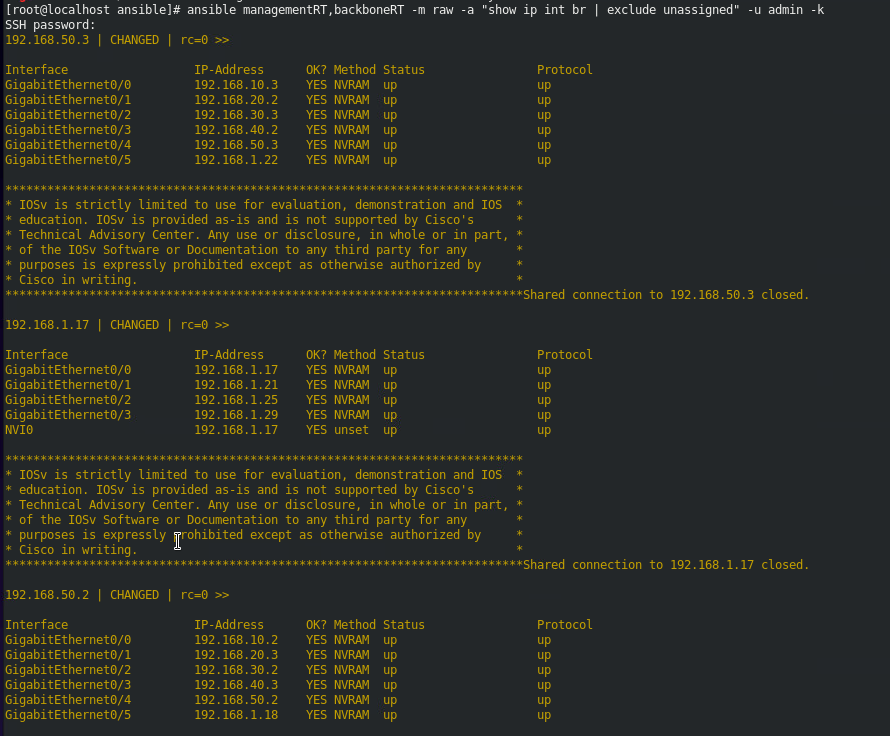 [root@localhost ansible]# ansible managementRT,backboneRT -m raw -a "show ip int br | exclude unassigned" -u admin -k
SSH password:
192.168.50.3 | CHANGED | rc=0 >>

Interface                  IP-Address      OK? Method Status                Protocol
GigabitEthernet0/0         192.168.10.3    YES NVRAM  up                    up
GigabitEthernet0/1         192.168.20.2    YES NVRAM  up                    up
GigabitEthernet0/2         192.168.30.3    YES NVRAM  up                    up
GigabitEthernet0/3         192.168.40.2    YES NVRAM  up                    up
GigabitEthernet0/4         192.168.50.3    YES NVRAM  up                    up
GigabitEthernet0/5         192.168.1.22    YES NVRAM  up                    up

**************************************************************************
* IOSv is strictly limited to use for evaluation, demonstration and IOS  *
* education. IOSv is provided as-is and is not supported by Cisco's      *
* Technical Advisory Center. Any use or disclosure, in whole or in part, *
* of the IOSv Software or Documentation to any third party for any       *
* purposes is expressly prohibited except as otherwise authorized by     *
* Cisco in writing.                                                      *
**************************************************************************Shared connection to 192.168.50.3 closed.

192.168.1.17 | CHANGED | rc=0 >>

Interface                  IP-Address      OK? Method Status                Protocol
GigabitEthernet0/0         192.168.1.17    YES NVRAM  up                    up
GigabitEthernet0/1         192.168.1.21    YES NVRAM  up                    up
GigabitEthernet0/2         192.168.1.25    YES NVRAM  up                    up
GigabitEthernet0/3         192.168.1.29    YES NVRAM  up                    up
NVI0                       192.168.1.17    YES unset  up                    up

**************************************************************************
* IOSv is strictly limited to use for evaluation, demonstration and IOS  *
* education. IOSv is provided as-is and is not supported by Cisco's      *
* Technical Advisory Center. Any use or disclosure, in whole or in part, *
* of the IOSv Software or Documentation to any third party for any       *
* purposes is expressly prohibited except as otherwise authorized by     *
* Cisco in writing.                                                      *
**************************************************************************Shared connection to 192.168.1.17 closed.

192.168.50.2 | CHANGED | rc=0 >>

Interface                  IP-Address      OK? Method Status                Protocol
GigabitEthernet0/0         192.168.10.2    YES NVRAM  up                    up
GigabitEthernet0/1         192.168.20.3    YES NVRAM  up                    up
GigabitEthernet0/2         192.168.30.2    YES NVRAM  up                    up
GigabitEthernet0/3         192.168.40.3    YES NVRAM  up                    up
GigabitEthernet0/4         192.168.50.2    YES NVRAM  up                    up
GigabitEthernet0/5         192.168.1.18    YES NVRAM  up                    up